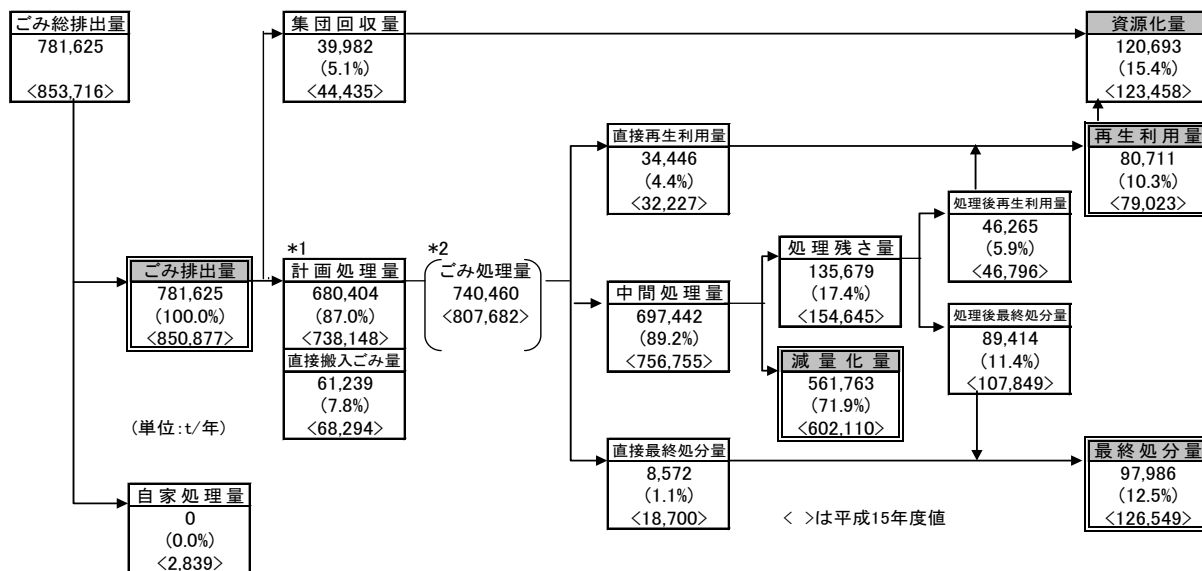 ごみ総排出量
781,625
<853,716>
集団回収量
39,982
(5.1%)
<44,435>
資源化量
120,693
(15.4%)
<123,458>
直接再生利用量
34,446
(4.4%)
<32,227>
再生利用量
80,711
(10.3%)
<79,023>
処理後再生利用量
46,265
(5.9%)
<46,796>
*1
*2
ごみ排出量
781,625
(100.0%)
<850,877>
計画処理量
680,404
(87.0%)
<738,148>
直接搬入ごみ量
61,239
(7.8%)
<68,294>
ごみ処理量
740,460
<807,682>
中間処理量
697,442
(89.2%)
<756,755>
処理残さ量
135,679
(17.4%)
<154,645>
処理後最終処分量
89,414
(11.4%)
<107,849>
減量化量
561,763
(71.9%)
<602,110>
(単位:t/年)
直接最終処分量
8,572
(1.1%)
<18,700>
最終処分量
97,986
(12.5%)
<126,549>
自家処理量
0
(0.0%)
<2,839>
< >は平成15年度値